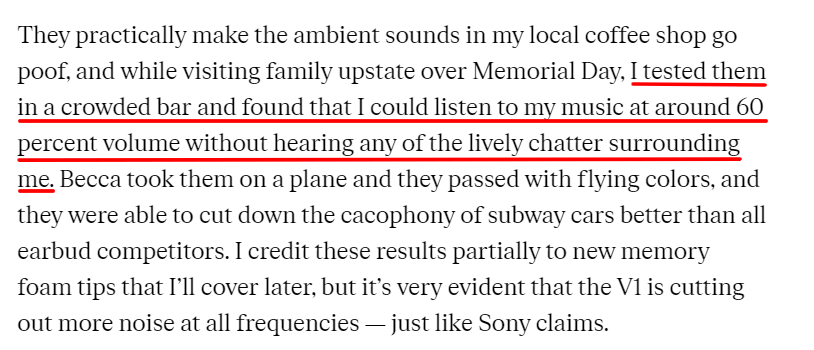 They practically make the ambient sounds in my local coffee shop go
poof, and while visiting family upstate over Memorial Day, I tested them
in a crowded bar and found that I could listen to my music at around 60
percent volume without hearing any of the lively chatter surrounding
me. Becca took them on a plane and they passed with flying colors, and
they were able to cut down the cacophony of subway cars better than all
earbud competitors. I credit these results partially to new memory
foam tips that I’ll cover later, but it’s very evident that the V1 is cutting
out more noise at all frequencies — just like Sony claims.